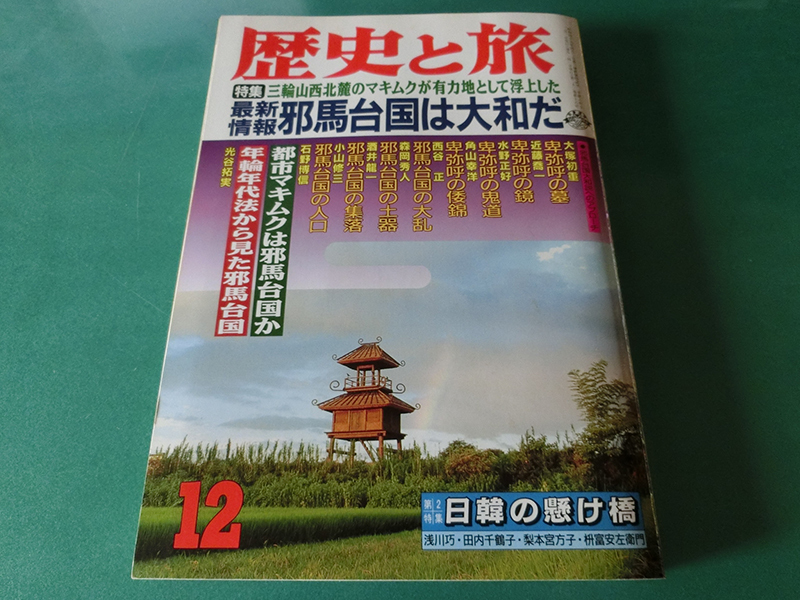 歴史と旅
特集 三輪山西北麓のマキムクが有力地として浮上した
最新情報 邪馬台国は大和だ
大塚初重
卑弥呼の墓
近藤喬一
卑弥呼の鏡
水野正好
卑弥呼の鬼道
角山幸洋
卑弥呼の倭錦
西谷 正
邪馬台国の大乱
森岡秀人
邪馬台国の土器
酒井龍一
邪馬台国の集落
小山修三
邪馬台国の人口
石野博信
都市マキムクは邪馬台国か
年輪年代法から見た邪馬台国
光谷拓実
12
第2特集 日韓の懸け橋
浅川巧・田内千鶴子・梨本宮方子・枡富安左衛門